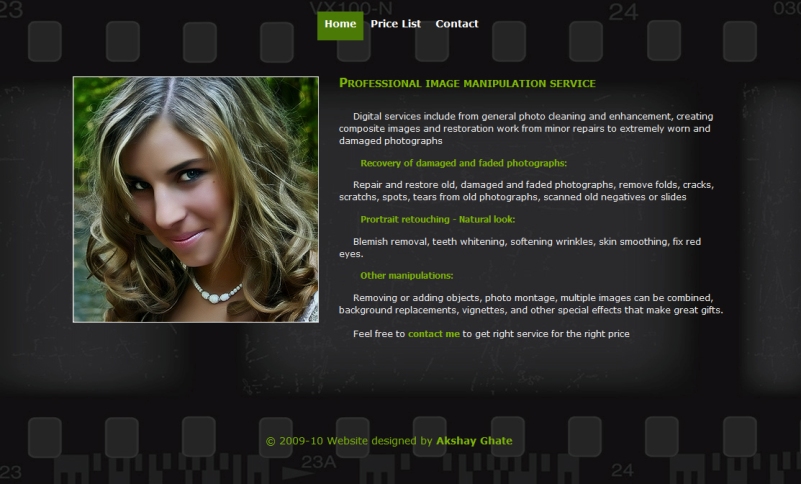 23
VX100-N
24
030
Home Price List Contact
PROFESSIONAL IMAGE MANIPULATION SERVICE
Digital services include from general photo cleaning and enhancement, creating
composite images and restoration work from minor repairs to extremely worn and
damaged photographs
Recovery of damaged and faded photographs:
Repair and restore old, damaged and faded photographs, remove folds, cracks,
scratchs, spots, tears from old photographs, scanned old negatives or slides
Prortrait retouching - Natural look:
Blemish removal, teeth whitening, softening wrinkles, skin smoothing, fix red
eyes.
Other manipulations:
Removing or adding objects, photo montage, multiple images can be combined,
background replacements, vignettes, and other special effects that make great gifts.
Feel free to contact me to get right service for the right price
© 2009-10 Website designed by Akshay Ghate
23
23A
24